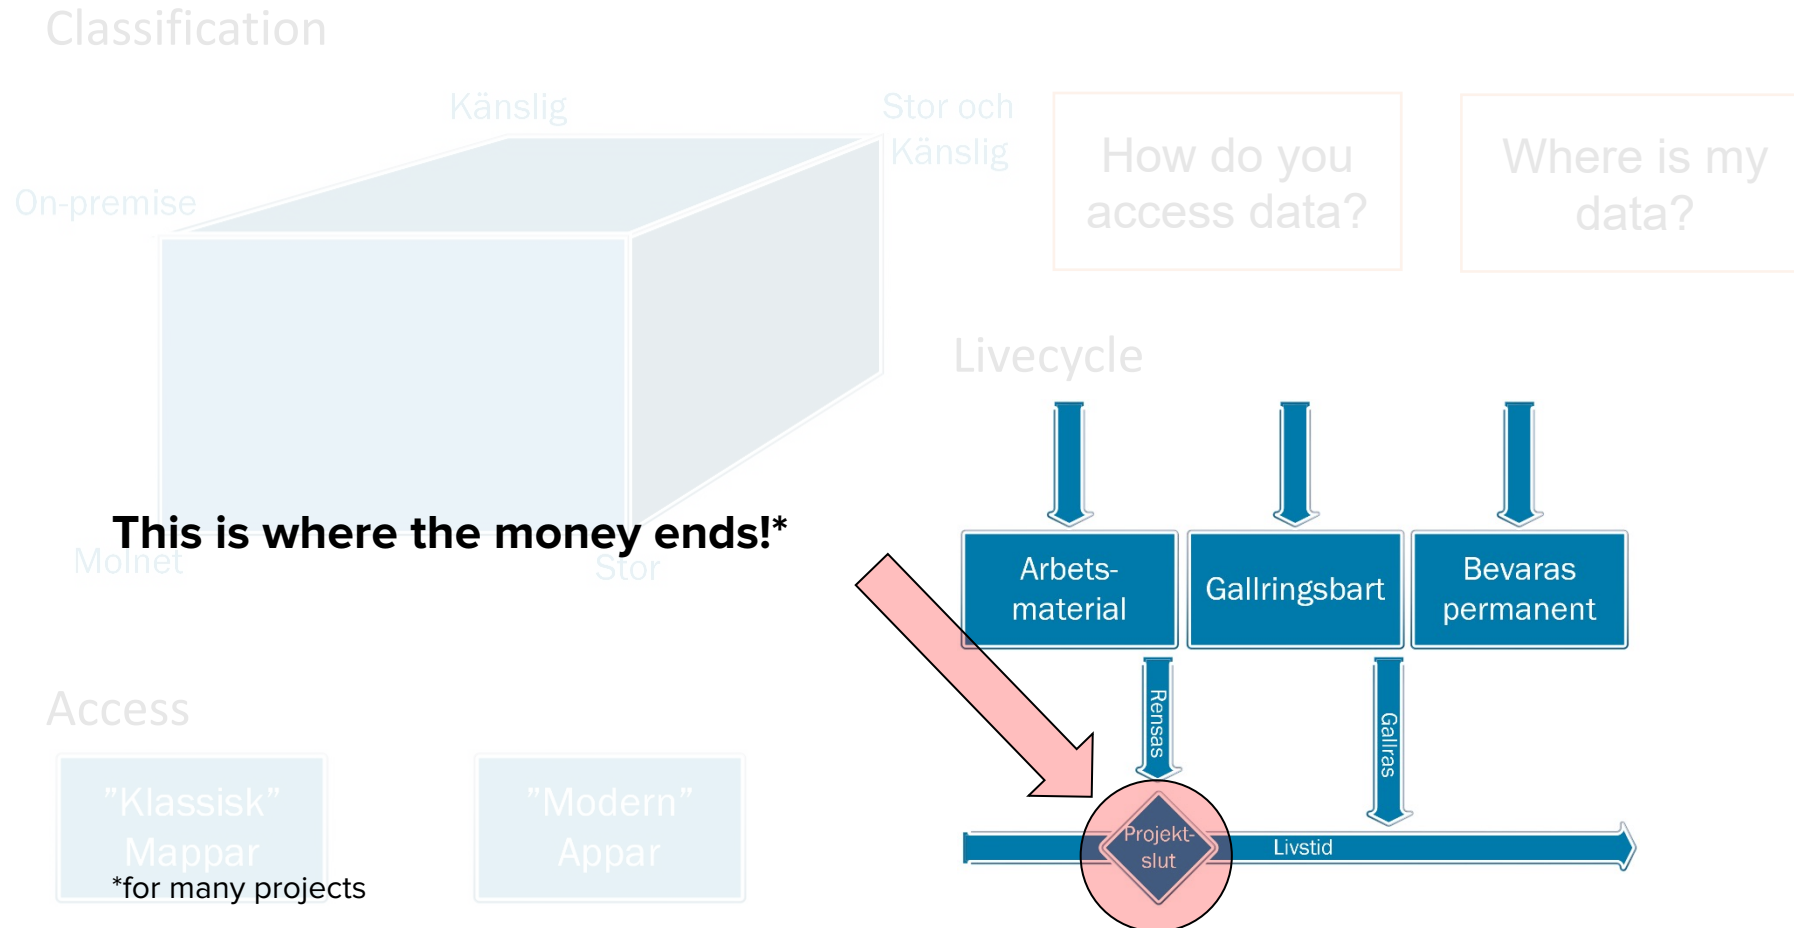 Classification
Känslig
Stor och
Känslig
On-premise
How do you
access data?
Where is my
data?
Livecycle
This is where the money ends!*
Molnet
Stor
Arbets-
material
Gallringsbart
Bevaras
permanent
Rensas
Gallras
Access
"Klassisk"
Mappar
"Modern"
Appar
*for many projects
Projekt-
slut
Livstid